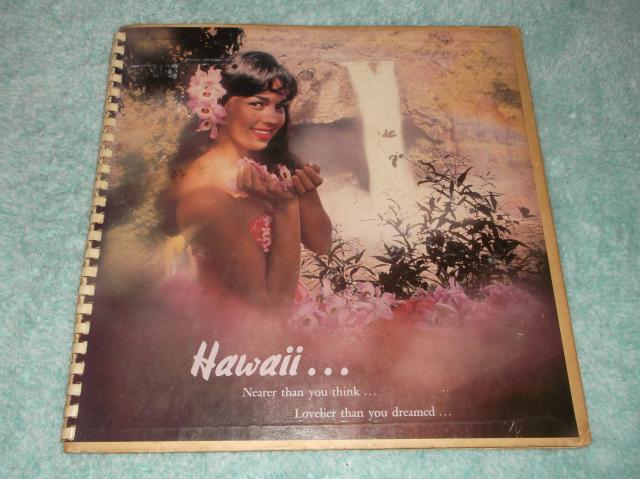 Hawaii...
Nearer than you think...
Lovelier than you dreamed...